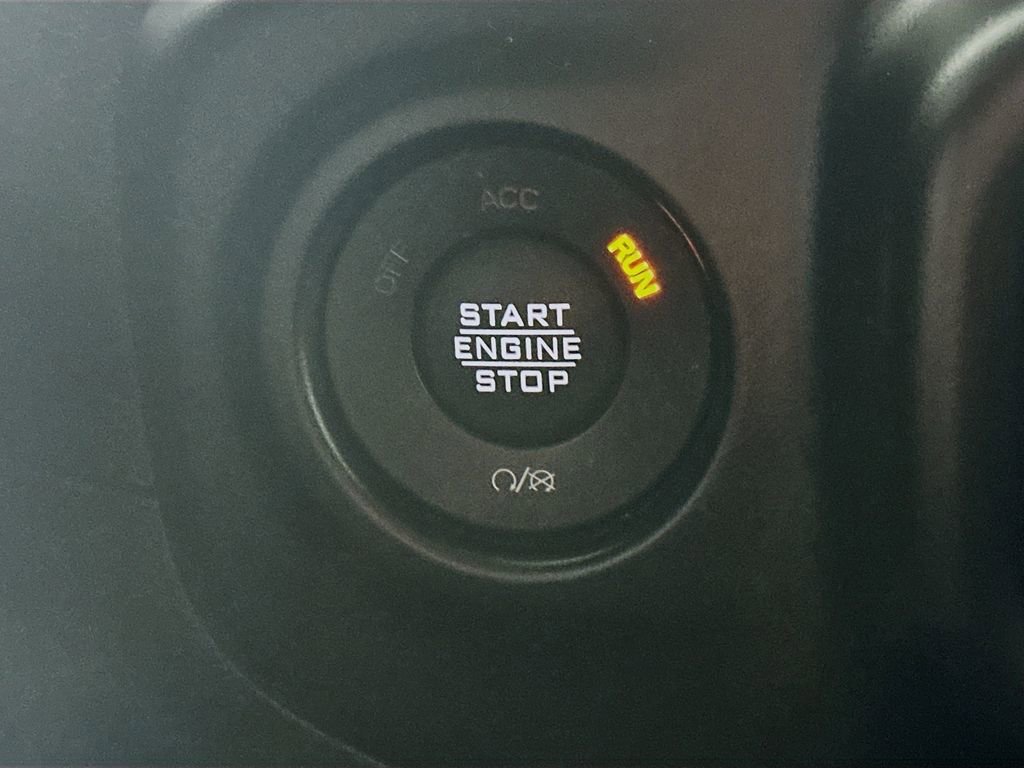 ACC
OFF
RUN
START
ENGINE
STOP